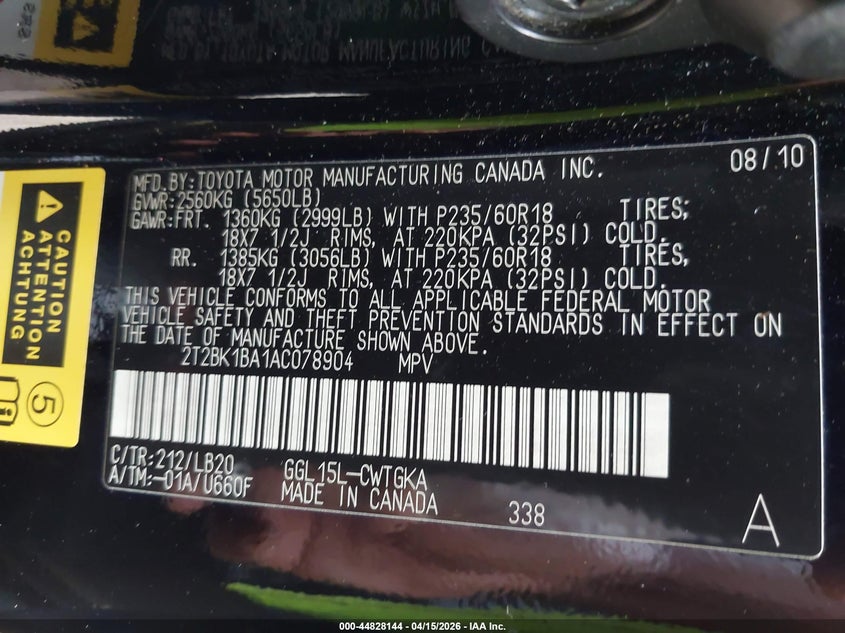 MFD.BY:TOYOTA MOTOR MANUFACTURING CANADA INC. 08/10
GVWR:2560KG (5650LB)
GAWR:FRT. 1360KG (2999LB) WITH P235/60R18 TIRES;
18X7 1/2J RIMS, AT 220KPA (32PSI) COLD.
RR. 1385KG (3056LB) WITH P235/60R18 TIRES,
18X7 1/2J RIMS, AT 220KPA (32PSI) COLD.
THIS VEHICLE CONFORMS TO ALL APPLICABLE FEDERAL MOTOR
VEHICLE SAFETY AND THEFT PREVENTION STANDARDS IN EFFECT ON
THE DATE OF MANUFACTURE SHOWN ABOVE.
2T2BK1BA1AC078904 MPV
C/TR:212/LB20 GGL15L-CWTGKA
A/TM:-01A/U660F MADE IN CANADA
338
A
CAUTION
ATTENTION
ACHTUNG
5
000-44828144 - 04/15/2026 - IAA Inc.